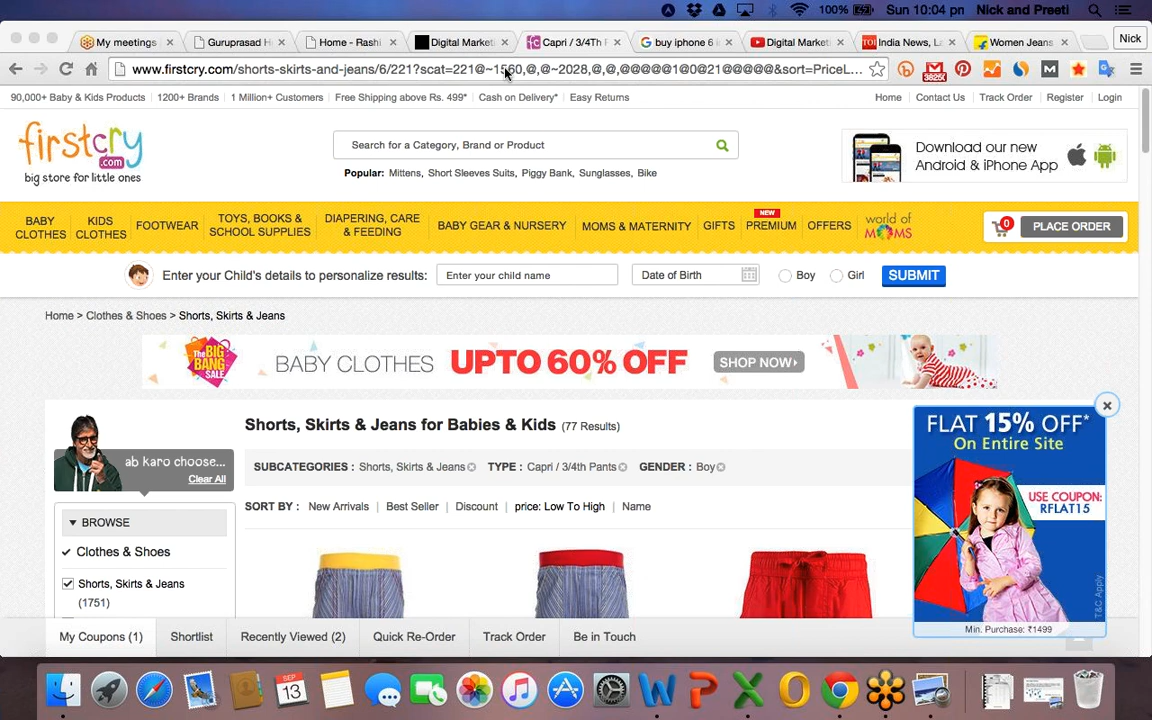 100% Sun 10:04 pm Nick and Preeti
My meetings Guruprasad H Home - Rashi Digital Market Capri / 3/4Th buy iphone 6 Digital Market India News, L Women Jeans Nick
www.firstcry.com/shorts-skirts-and-jeans/6/221?scat=221@~1560,@,@~2028,@,@,@@@@@1@0@21@@@@@&sort=PriceL...
90,000+ Baby & Kids Products 1200+ Brands 1 Million+ Customers Free Shipping above Rs. 499* Cash on Delivery* Easy Returns Home Contact Us Track Order Register Login
firstcry .com
big store for little ones
Search for a Category, Brand or Product
Popular: Mittens, Short Sleeves Suits, Piggy Bank, Sunglasses, Bike
Download our new
Android & iPhone App
BABY CLOTHES KIDS CLOTHES FOOTWEAR TOYS, BOOKS & SCHOOL SUPPLIES DIAPERING, CARE & FEEDING BABY GEAR & NURSERY MOMS & MATERNITY GIFTS NEW PREMIUM OFFERS world of MOMS 0 PLACE ORDER
Enter your Child's details to personalize results: Enter your child name Date of Birth Boy Girl SUBMIT
Home > Clothes & Shoes > Shorts, Skirts & Jeans
The BIG BANG SALE BABY CLOTHES UPTO 60% OFF SHOP NOW
Shorts, Skirts & Jeans for Babies & Kids (77 Results)
ab karo choose...
Clear All
SUBCATEGORIES : Shorts, Skirts & Jeans TYPE : Capri / 3/4th Pants GENDER : Boy
SORT BY : New Arrivals Best Seller Discount price: Low To High Name
BROWSE
Clothes & Shoes
Shorts, Skirts & Jeans
(1751)
FLAT 15% OFF*
On Entire Site
USE COUPON:
RFLAT15
T&C Apply
Min. Purchase: ₹1499
My Coupons (1) Shortlist Recently Viewed (2) Quick Re-Order Track Order Be in Touch
SEP
13